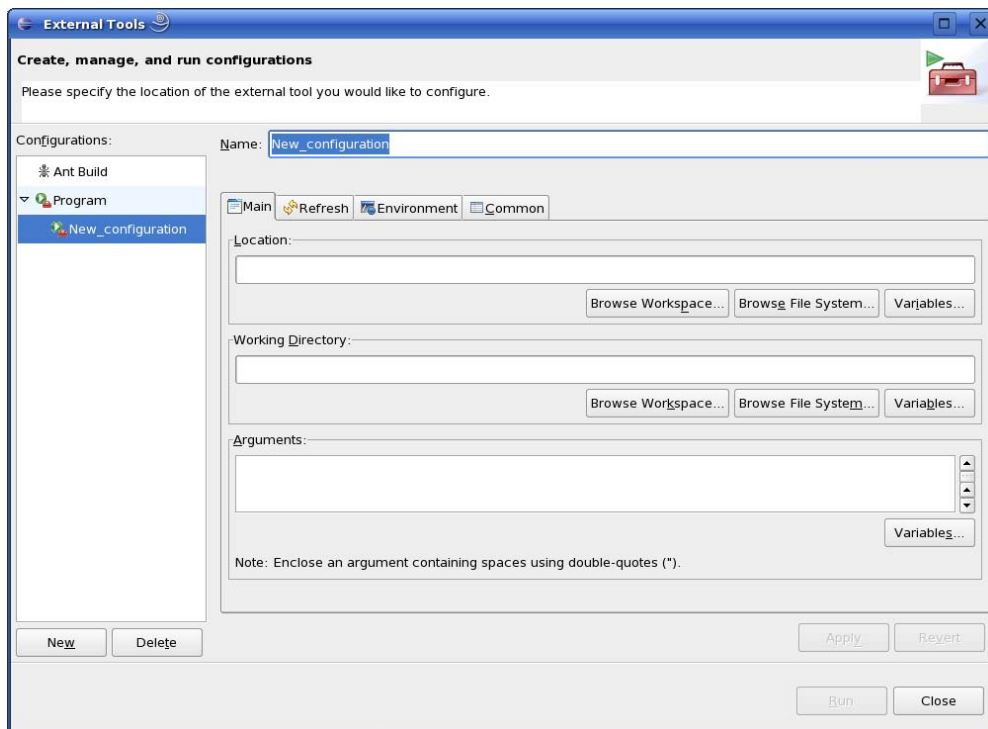 External Tools
Create, manage, and run configurations
Please specify the location of the external tool you would like to configure.
Configurations:
Ant Build
Program
New_configuration
Name: New_configuration
Main Refresh Environment Common
Location:
Browse Workspace... Browse File System... Variables...
Working Directory:
Browse Workspace... Browse File System... Variables...
Arguments:
Variables...
Note: Enclose an argument containing spaces using double-quotes (").
New Delete
Apply Revert
Run Close